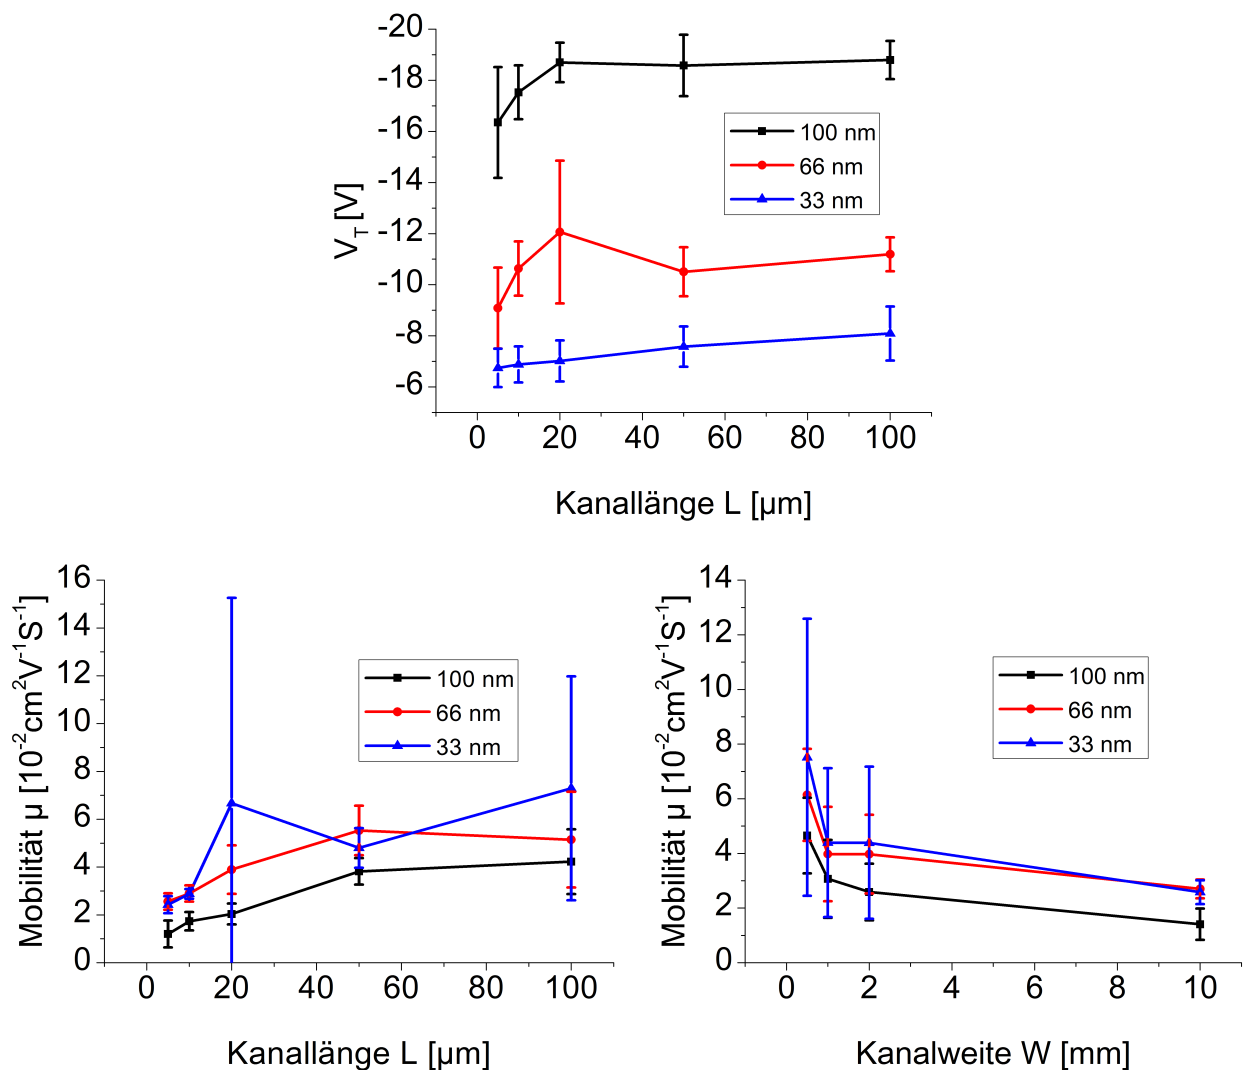 -20
-18
-16
-14
-12
-10
-8
-6
V_T [V]
100 nm
66 nm
33 nm
0 20 40 60 80 100
Kanallänge L [µm]
16
14
12
10
8
6
4
2
0
Mobilität µ [10⁻²cm²V⁻¹S⁻¹]
100 nm
66 nm
33 nm
0 20 40 60 80 100
Kanallänge L [µm]
14
12
10
8
6
4
2
0
Mobilität µ [10⁻²cm²V⁻¹S⁻¹]
100 nm
66 nm
33 nm
0 2 4 6 8 10
Kanalweite W [mm]